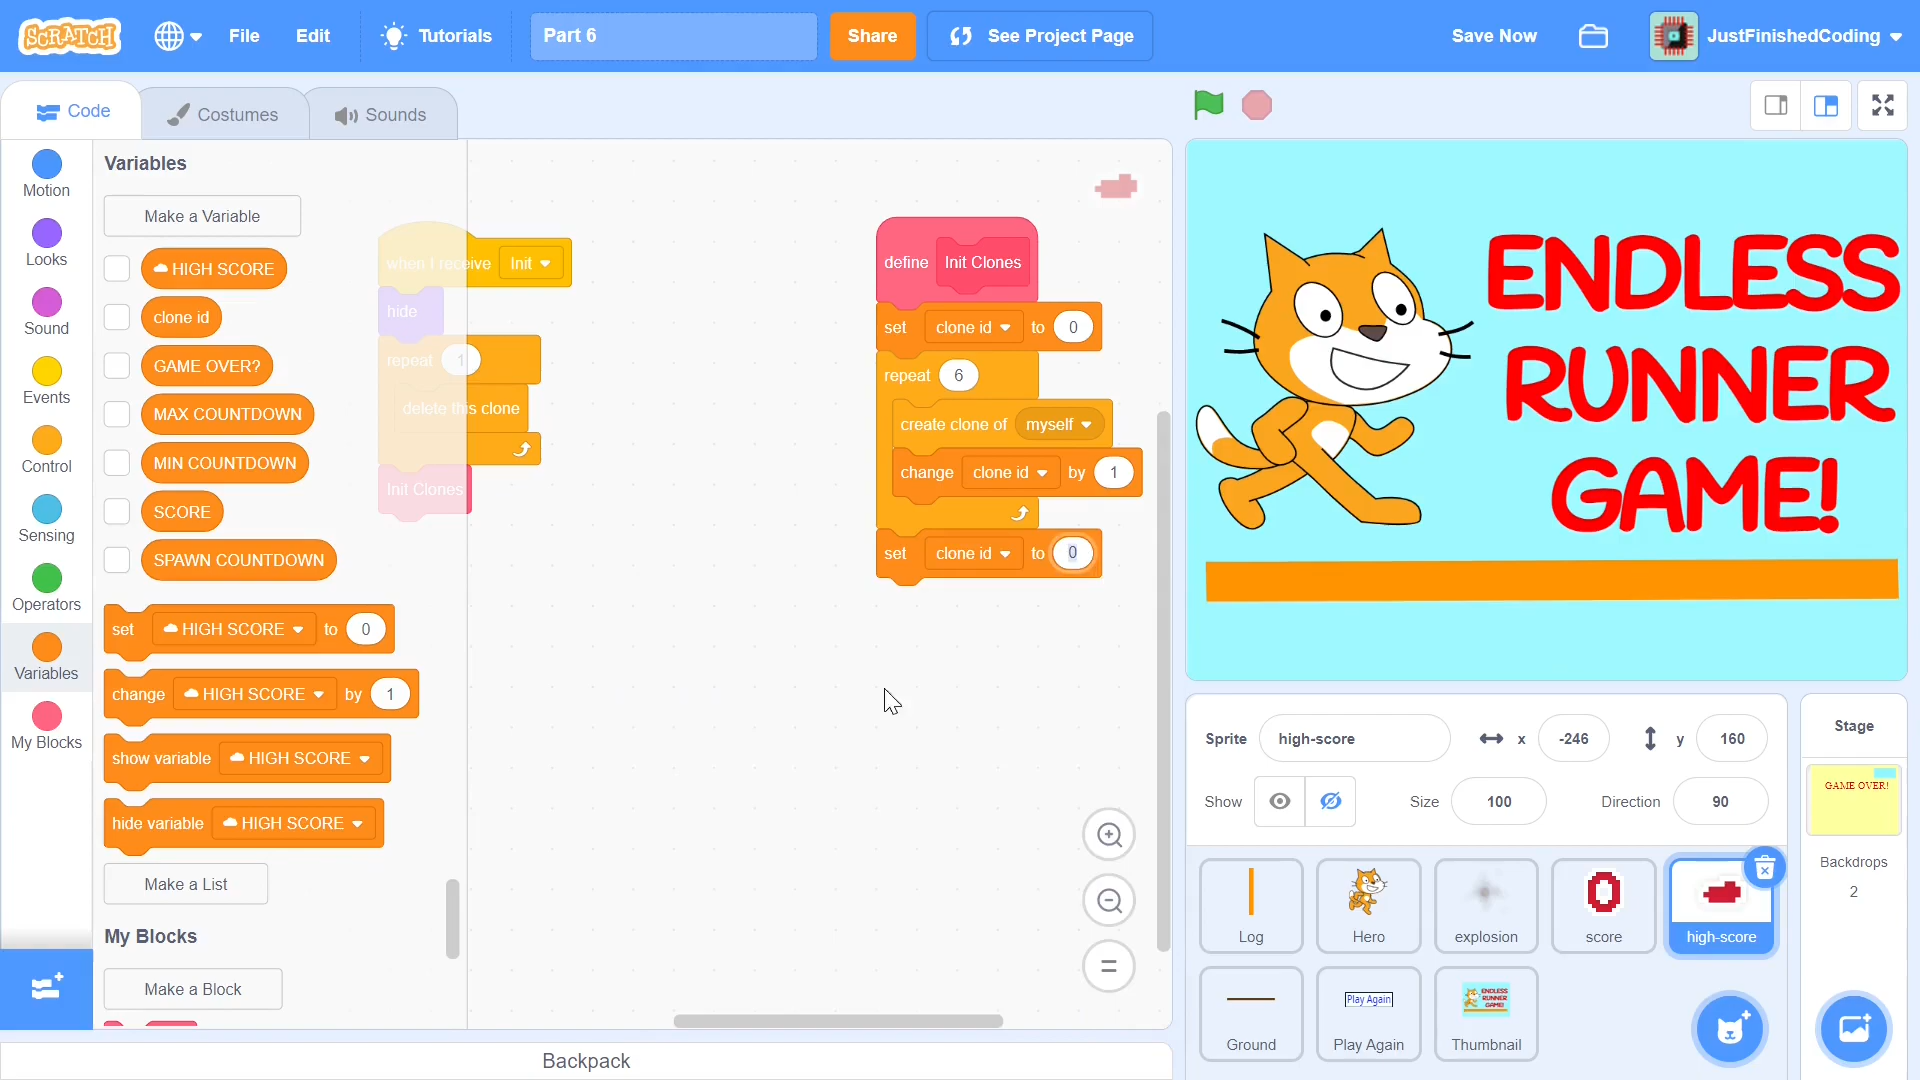 SCRATCH
File
Edit
Tutorials
Part 6
Share
See Project Page
Save Now
JustFinishedCoding
Code
Costumes
Sounds
Motion
Looks
Sound
Events
Control
Sensing
Operators
Variables
My Blocks
Variables
Make a Variable
HIGH SCORE
clone id
GAME OVER?
MAX COUNTDOWN
MIN COUNTDOWN
SCORE
SPAWN COUNTDOWN
set HIGH SCORE to 0
change HIGH SCORE by 1
show variable HIGH SCORE
hide variable HIGH SCORE
Make a List
My Blocks
Make a Block
when I receive Init
hide
repeat 1
delete this clone
Init Clones
define Init Clones
set clone id to 0
repeat 6
create clone of myself
change clone id by 1
set clone id to 0
Backpack
ENDLESS
RUNNER
GAME!
Sprite high-score x -246 y 160
Show Size 100 Direction 90
Log
Hero
explosion
score
high-score
Ground
Play Again
Play Again
ENDLESS
RUNNER
GAME!
Thumbnail
Stage
GAME OVER!
Backdrops
2